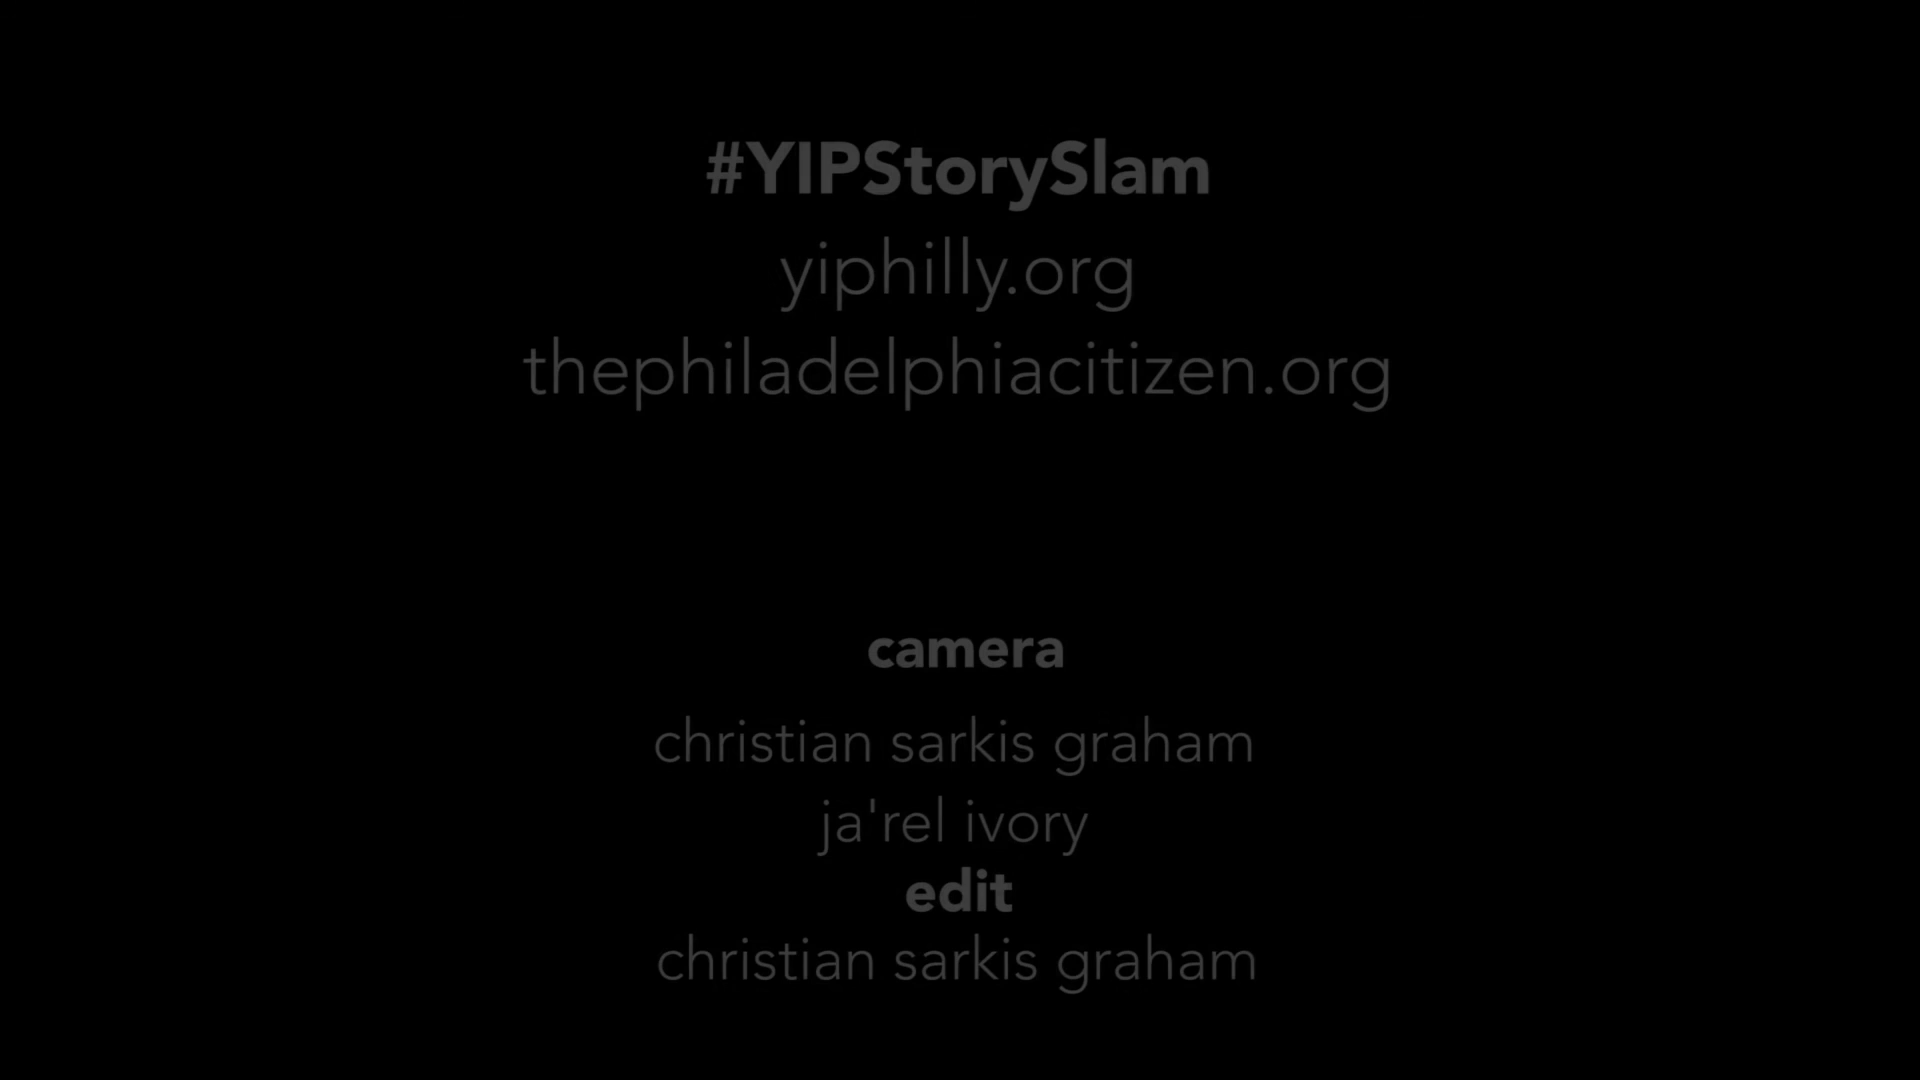 #YIPStorySlam
yiphilly.org
thephiladelphiacitizen.org
camera
christian sarkis graham
ja'rel ivory
edit
christian sarkis graham